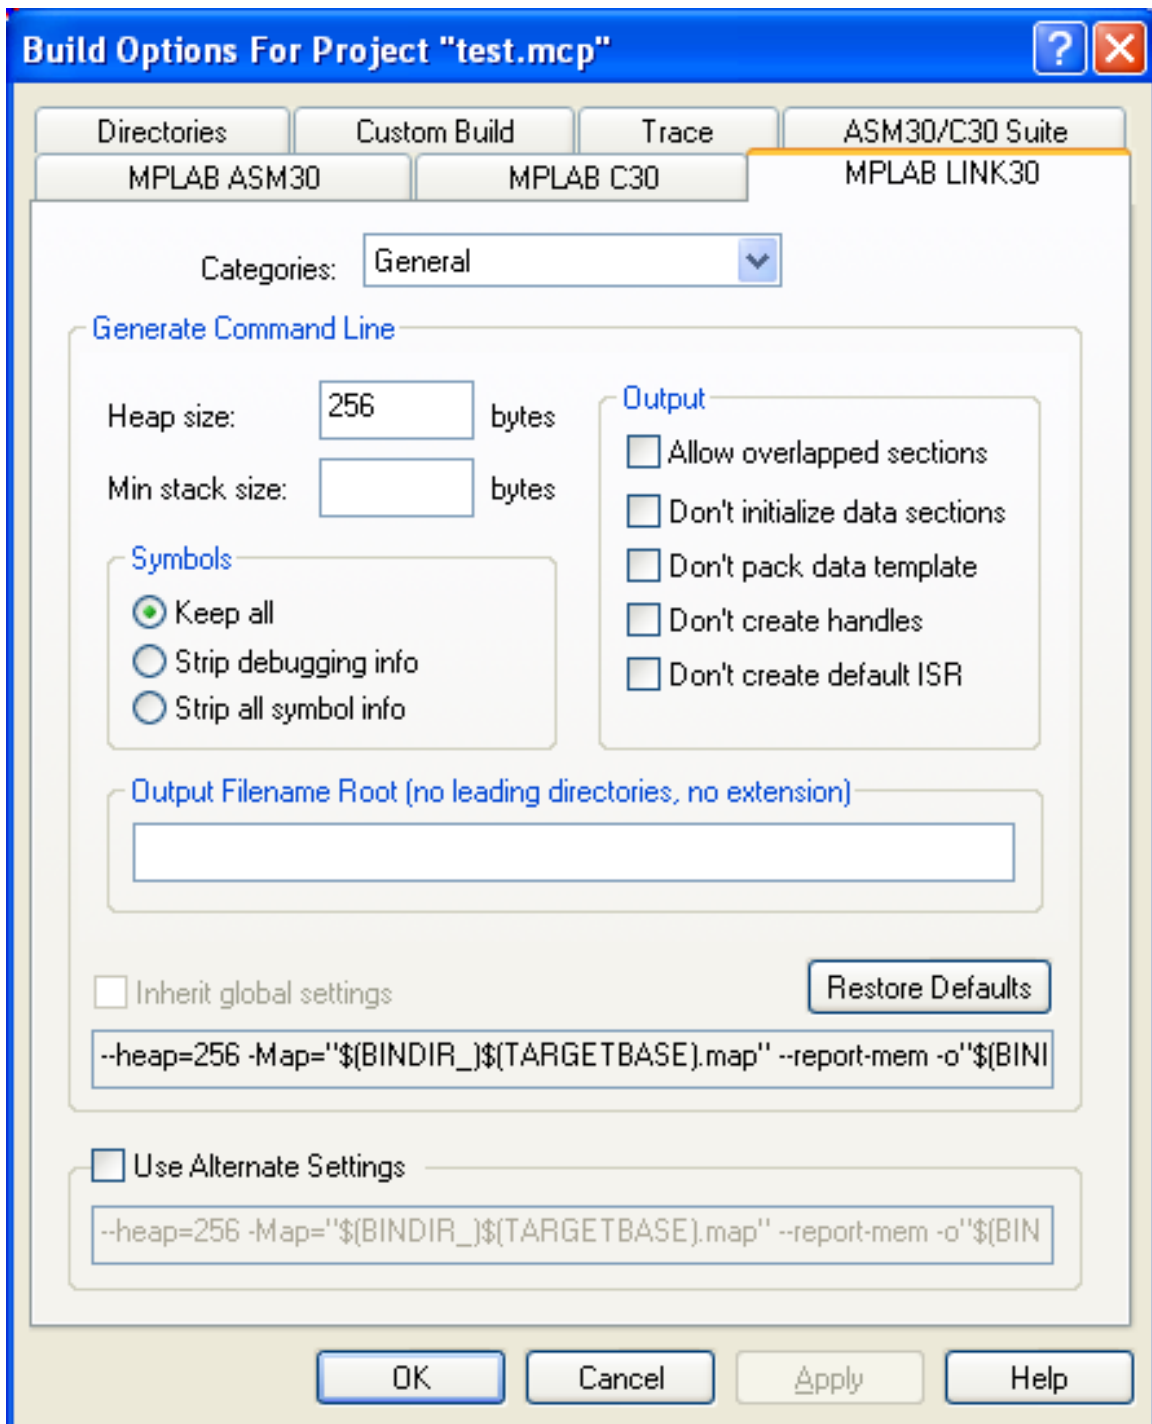 Build Options For Project "test.mcp"
Directories Custom Build Trace ASM30/C30 Suite
MPLAB ASM30 MPLAB C30 MPLAB LINK30
Categories: General
Generate Command Line
Heap size: 256 bytes
Min stack size: bytes
Symbols
Keep all
Strip debugging info
Strip all symbol info
Output
Allow overlapped sections
Don't initialize data sections
Don't pack data template
Don't create handles
Don't create default ISR
Output Filename Root (no leading directories, no extension)
Inherit global settings Restore Defaults
--heap=256 -Map="$(BINDIR_)$(TARGETBASE).map" --report-mem -o"$(BINI
Use Alternate Settings
--heap=256 -Map="$(BINDIR_)$(TARGETBASE).map" --report-mem -o"$(BIN
OK Cancel Apply Help